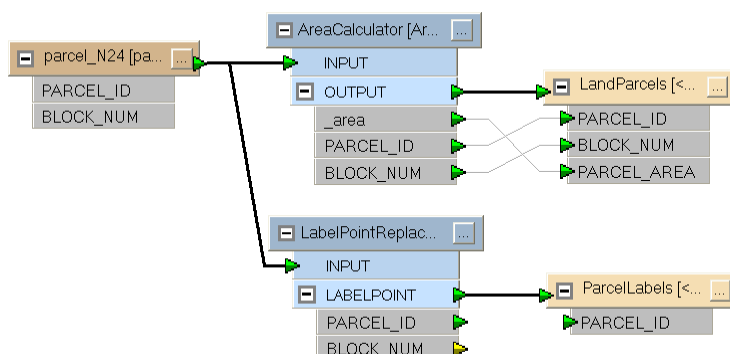 parcel_N24 [pa... ...
PARCEL_ID
BLOCK_NUM
AreaCalculator [Ar... ...
INPUT
OUTPUT
_area
PARCEL_ID
BLOCK_NUM
LandParcels [<... ...
PARCEL_ID
BLOCK_NUM
PARCEL_AREA
LabelPointReplac... ...
INPUT
LABELPOINT
PARCEL_ID
BLOCK_NUM
ParcelLabels [<... ...
PARCEL_ID